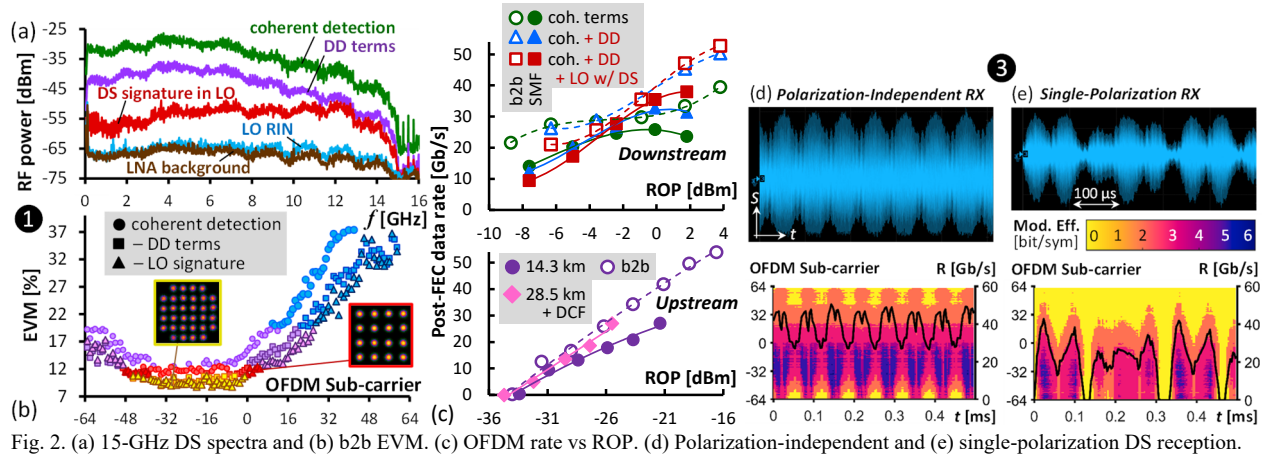 (a)
RF power [dBm]
-25
-35
-45
-55
-65
-75
coherent detection
DD terms
DS signature in LO
LO RIN
LNA background
0 2 4 6 8 10 12 14 16
f [GHz]
1
coherent detection
– DD terms
– LO signature
EVM [%]
37
32
27
22
17
12
7
OFDM Sub-carrier
-64 -48 -32 -16 0 16 32 48 64
(b)
coh. terms
coh. + DD
coh. + DD
+ LO w/ DS
b2b
SMF
Post-FEC data rate [Gb/s]
50
40
30
20
10
0
Downstream
ROP [dBm]
-10 -8 -6 -4 -2 0 2 4
14.3 km
b2b
28.5 km
+ DCF
50
40
30
20
10
0
Upstream
ROP [dBm]
-36 -31 -26 -21 -16
(c)
3
(d) Polarization-Independent RX
S
t
(e) Single-Polarization RX
100 µs
Mod. Eff.
[bit/sym]
0 1 2 3 4 5 6
OFDM Sub-carrier R [Gb/s]
64
32
0
-32
-64
60
40
20
0
0 0.1 0.2 0.3 0.4 0.5
t [ms]
OFDM Sub-carrier R [Gb/s]
64
32
0
-32
-64
60
40
20
0
0 0.1 0.2 0.3 0.4 0.5
t [ms]
Fig. 2. (a) 15-GHz DS spectra and (b) b2b EVM. (c) OFDM rate vs ROP. (d) Polarization-independent and (e) single-polarization DS reception.